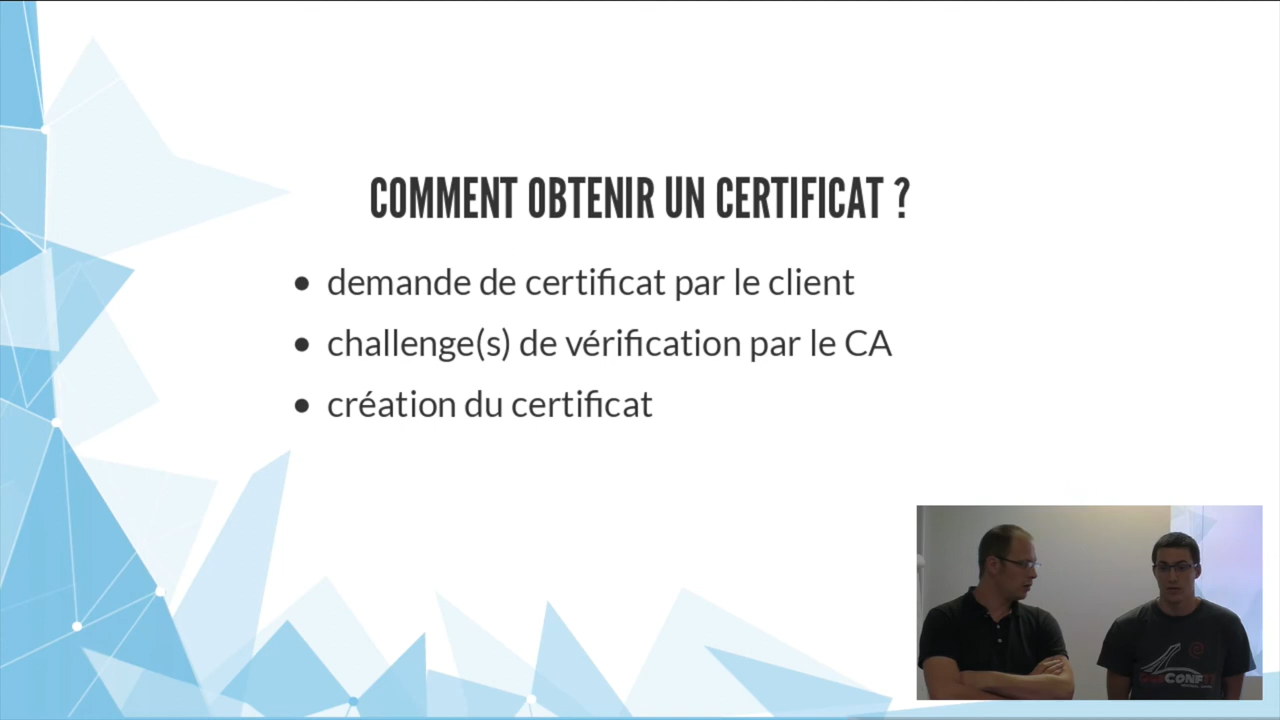 COMMENT OBTENIR UN CERTIFICAT ?
demande de certificat par le client
challenge(s) de vérification par le CA
création du certificat